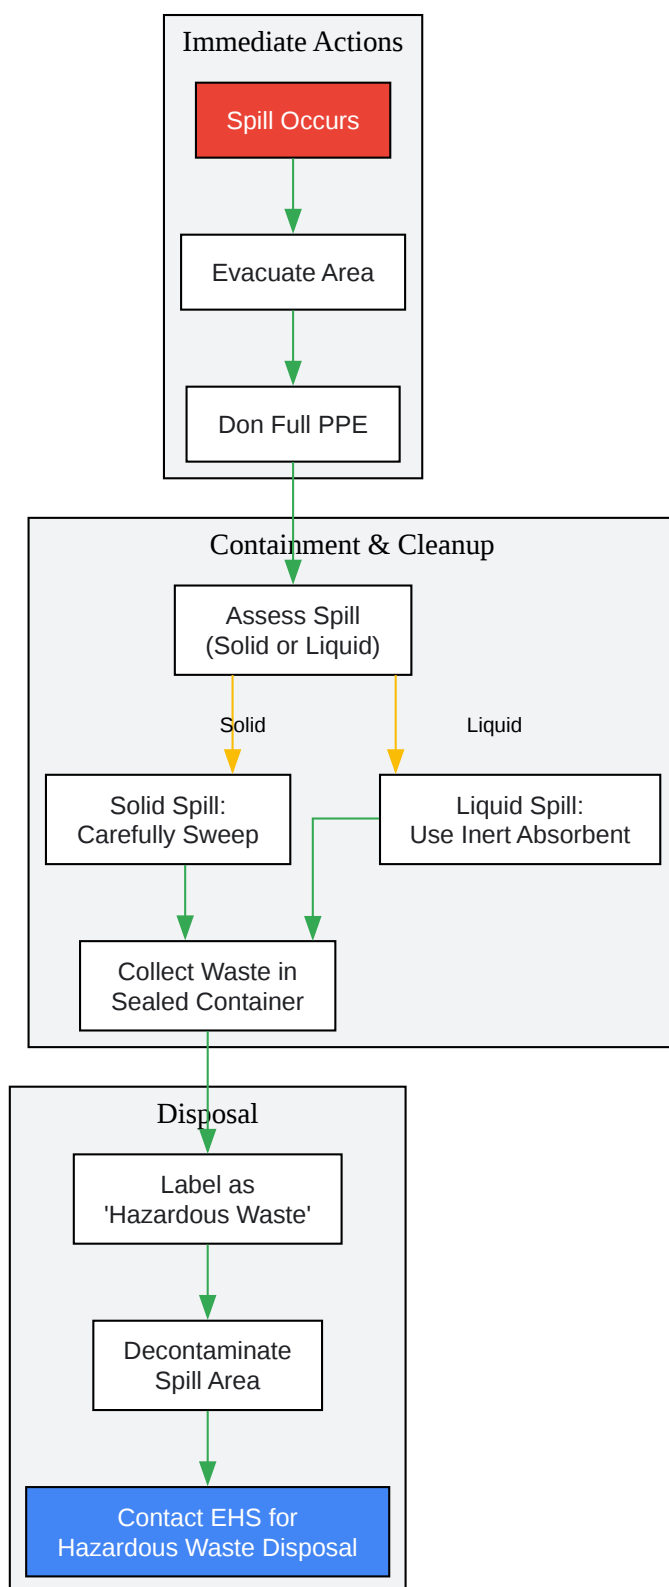 Immediate Actions
Spill Occurs
Evacuate Area
Don Full PPE
Containment & Cleanup
Assess Spill
(Solid or Liquid)
Solid
Liquid
Solid Spill:
Carefully Sweep
Liquid Spill:
Use Inert Absorbent
Collect Waste in
Sealed Container
Disposal
Label as
'Hazardous Waste'
Decontaminate
Spill Area
Contact EHS for
Hazardous Waste Disposal